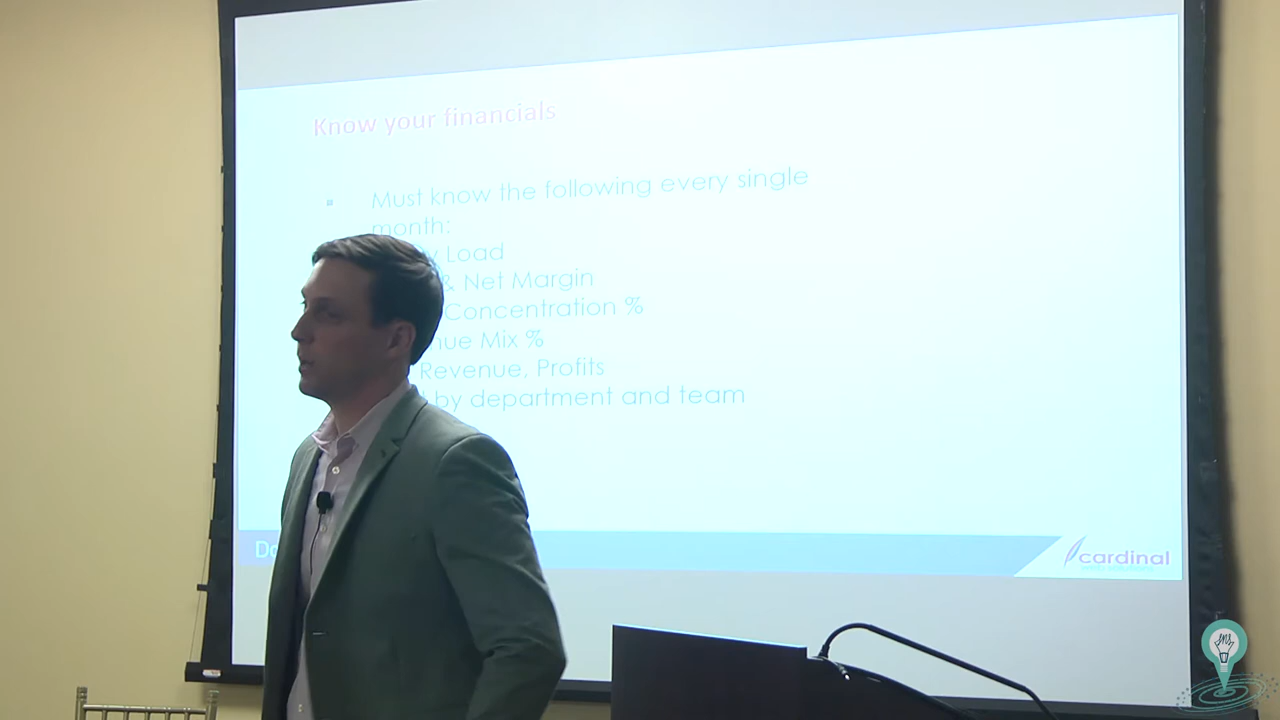 Know your financials
Must know the following every single
month:
Load
& Net Margin
Concentration %
Mix %
Revenue, Profits
by department and team
cardinal